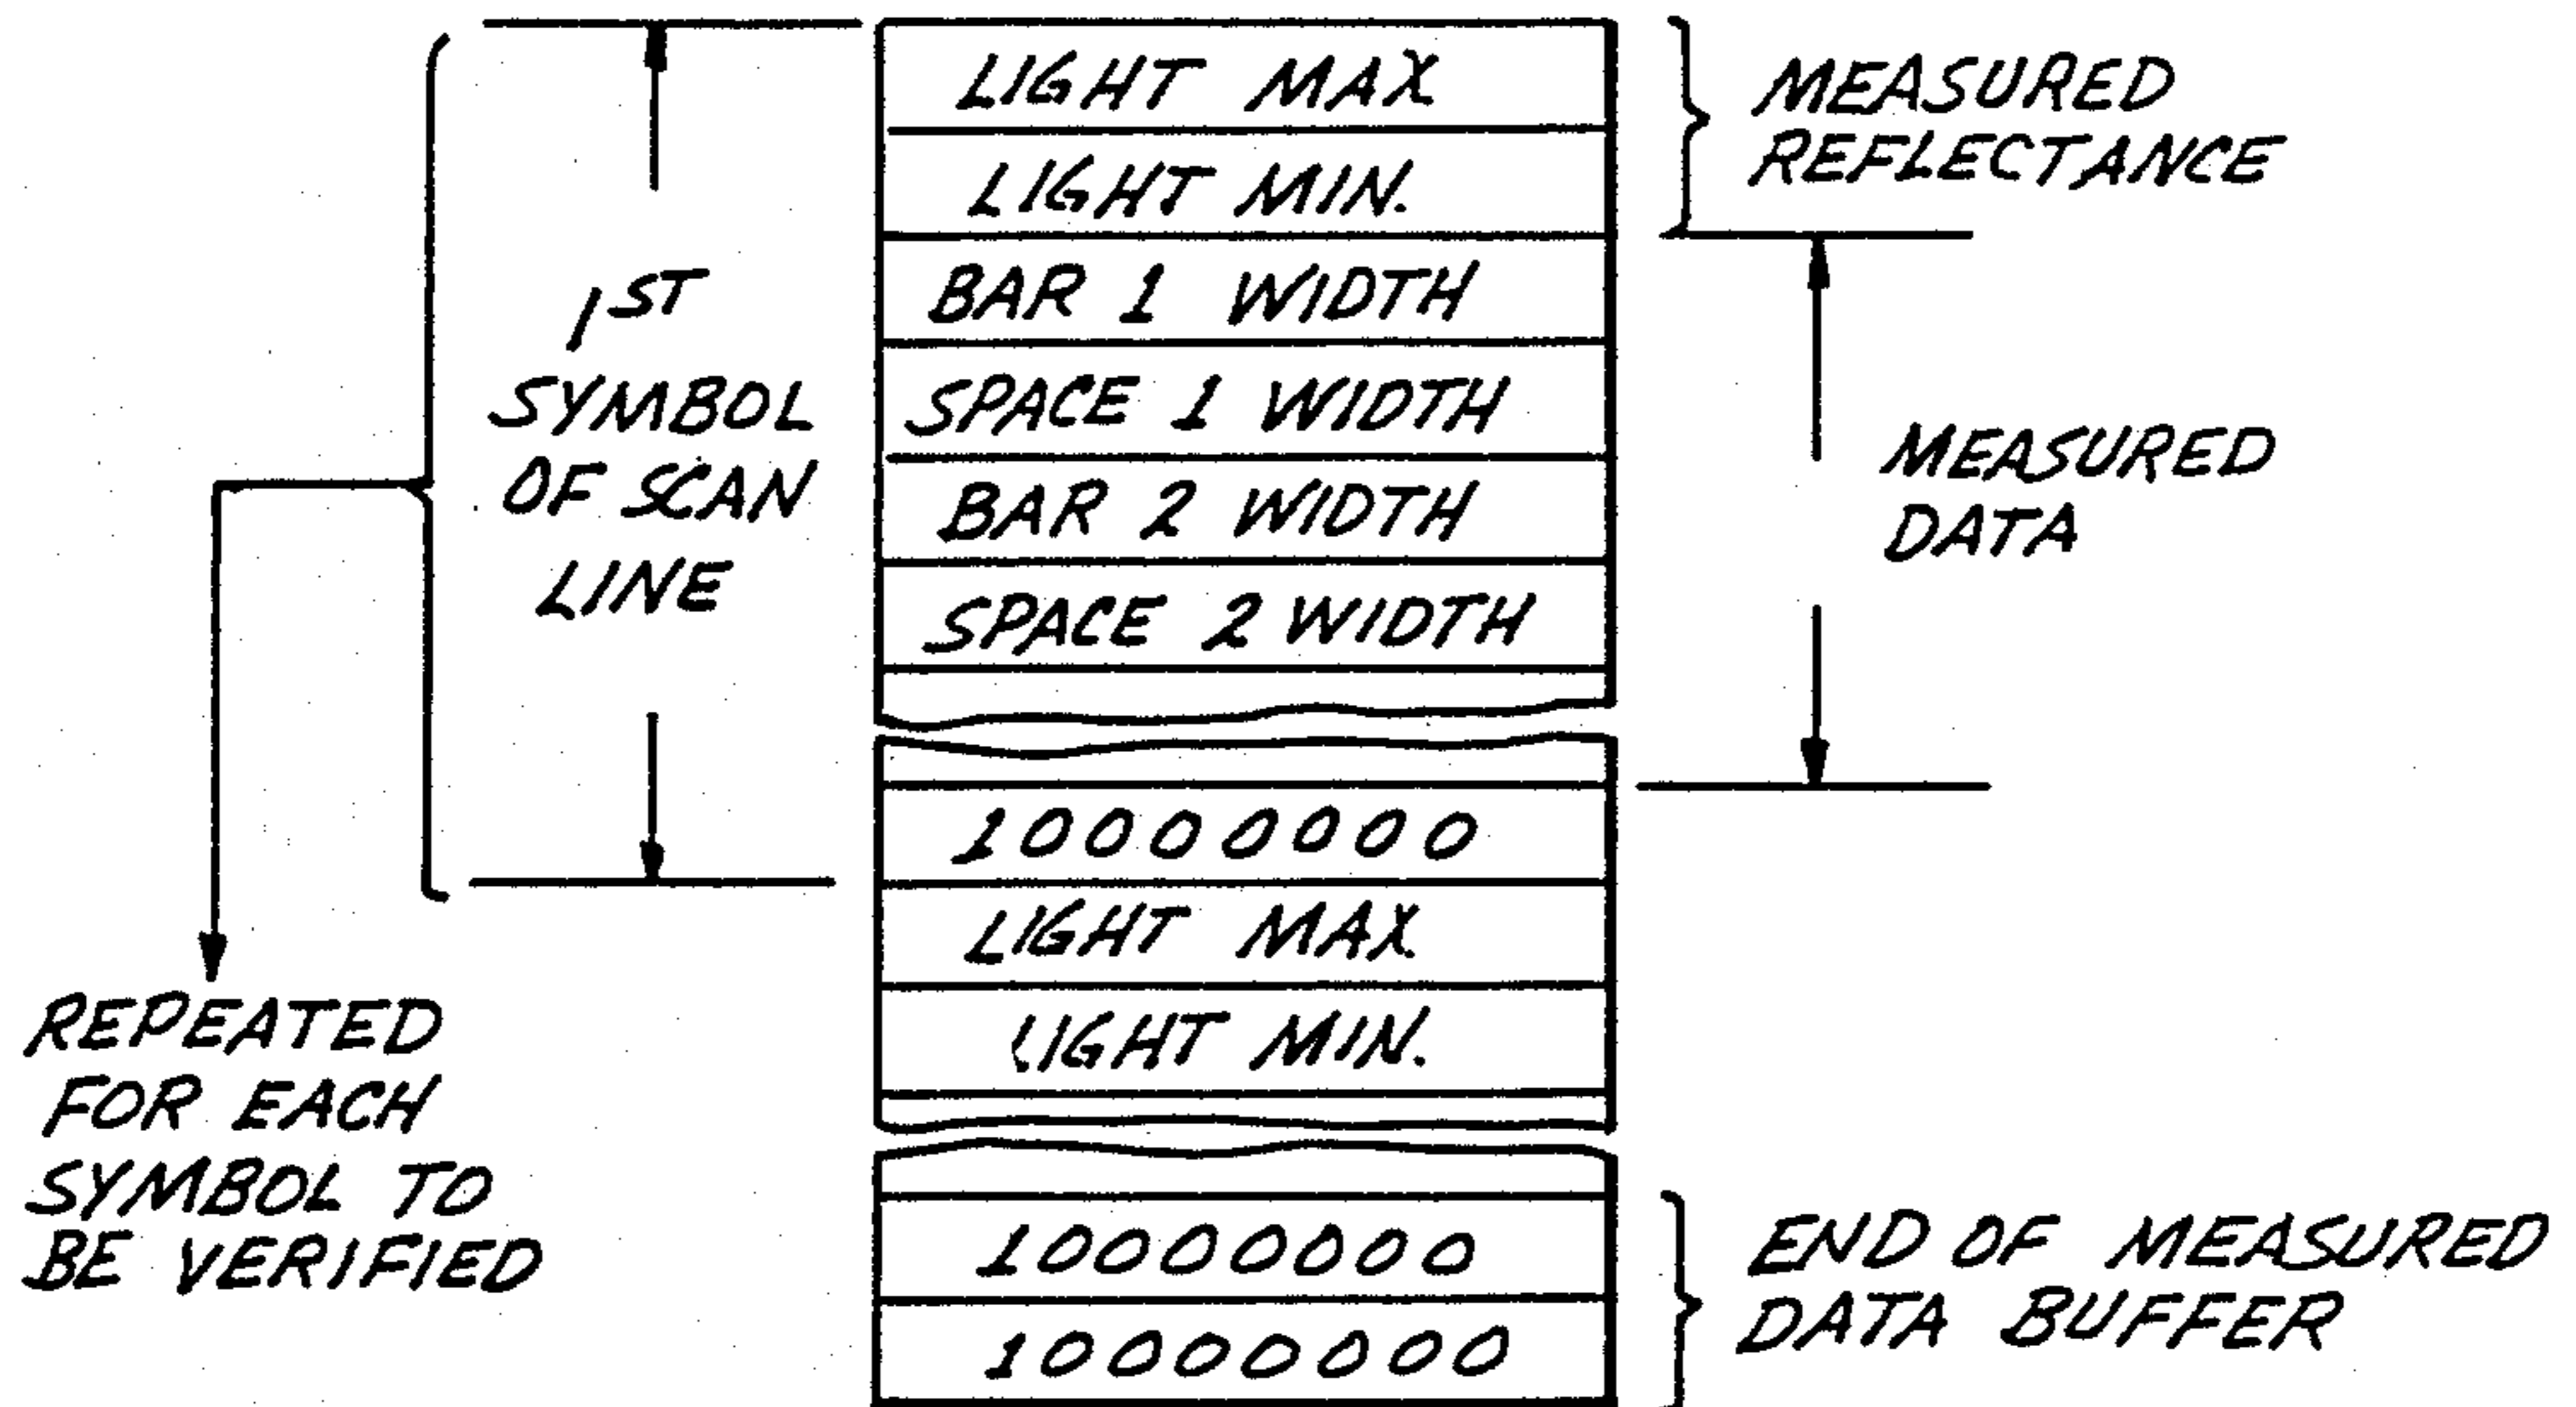 LIGHT MAX
LIGHT MIN.
BAR 1 WIDTH
SPACE 1 WIDTH
BAR 2 WIDTH
SPACE 2 WIDTH
10000000
LIGHT MAX
LIGHT MIN.
10000000
10000000
MEASURED
REFLECTANCE
MEASURED
DATA
END OF MEASURED
DATA BUFFER
1ST
SYMBOL
OF SCAN
LINE
REPEATED
FOR EACH
SYMBOL TO
BE VERIFIED